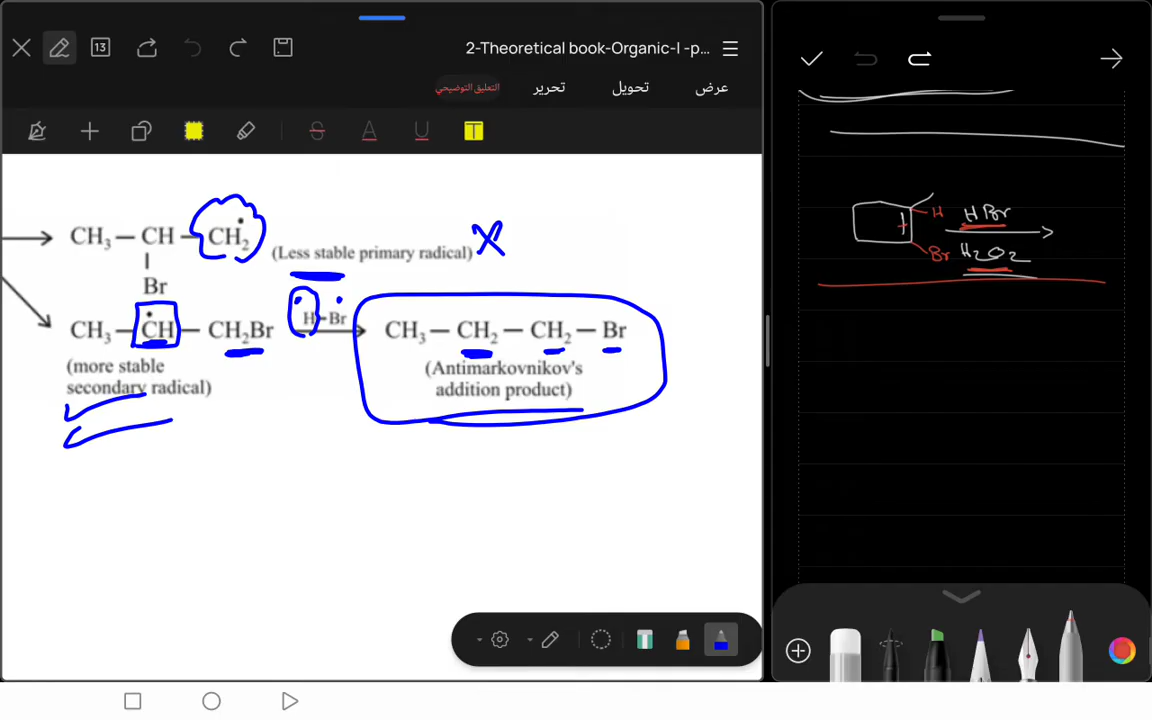 13
2-Theoretical book-Organic-I -p...
عرض
تحويل
تحرير
التعليق التوضيحي
S A U T
CH3 — CH — CH2
(Less stable primary radical) X
Br
CH3 — CH — CH2Br H–Br CH3 — CH2 — CH2 — Br
(more stable
secondary radical)
(Antimarkovnikov's
addition product)
H HBr
Br H2O2